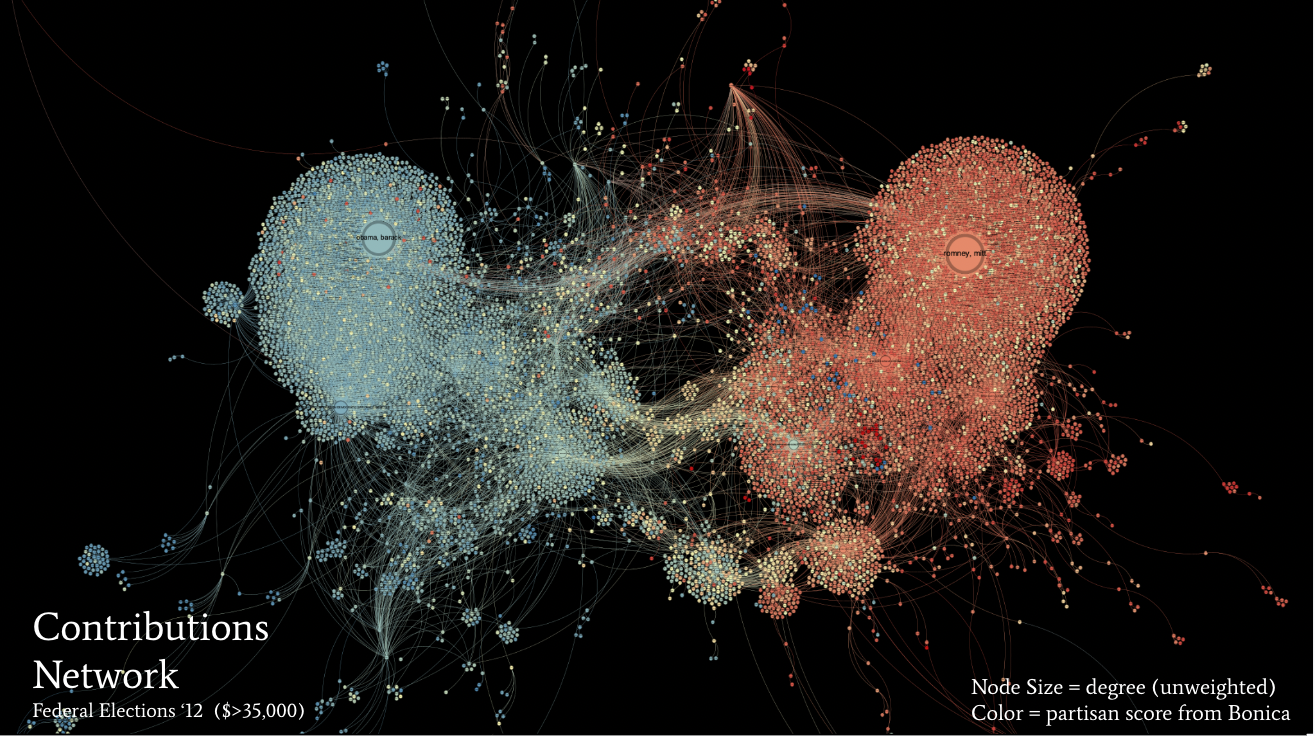 obama, barack
romney, mitt
Contributions
Network
Federal Elections ‘12 ($>35,000)
Node Size = degree (unweighted)
Color = partisan score from Bonica